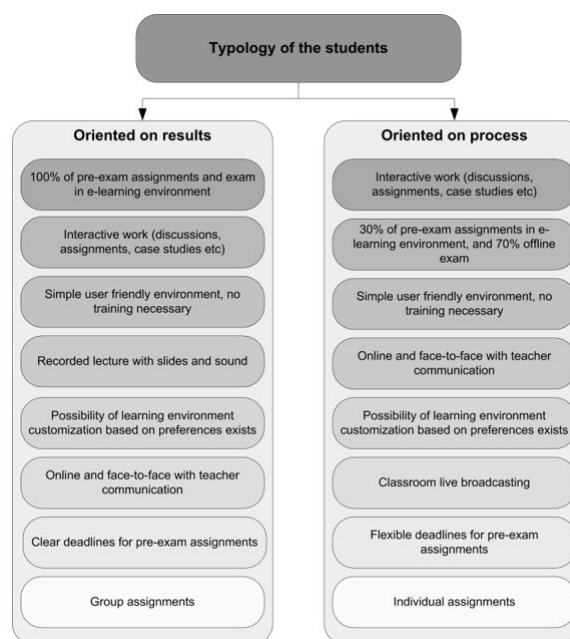 Typology of the students
Oriented on results
100% of pre-exam assignments and exam
in e-learning environment
Interactive work (discussions,
assignments, case studies etc)
Simple user friendly environment, no
training necessary
Recorded lecture with slides and sound
Possibility of learning environment
customization based on preferences exists
Online and face-to-face with teacher
communication
Clear deadlines for pre-exam assignments
Group assignments
Oriented on process
Interactive work (discussions,
assignments, case studies etc)
30% of pre-exam assignments in e-
learning environment, and 70% offline
exam
Simple user friendly environment, no
training necessary
Online and face-to-face with teacher
communication
Possibility of learning environment
customization based on preferences exists
Classroom live broadcasting
Flexible deadlines for pre-exam
assignments
Individual assignments